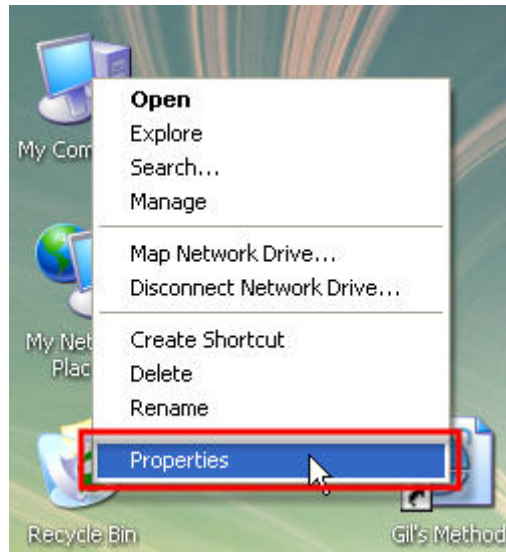 My Com
Open
Explore
Search...
Manage
Map Network Drive...
Disconnect Network Drive...
My Net
Plac
Create Shortcut
Delete
Rename
Properties
Recycle Bin
Gil's Method